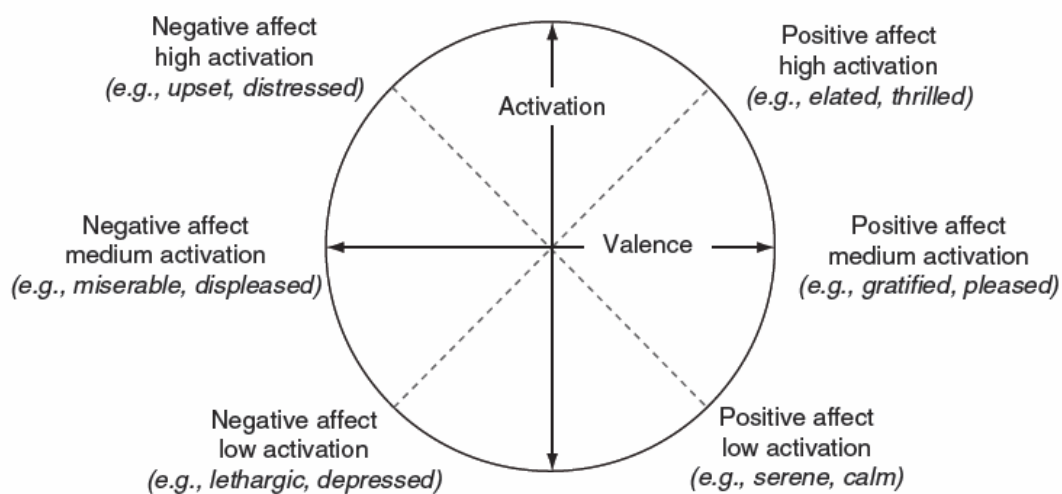 Negative affect
high activation
(e.g., upset, distressed)
Positive affect
high activation
(e.g., elated, thrilled)
Activation
Negative affect
medium activation
(e.g., miserable, displeased)
Valence
Positive affect
medium activation
(e.g., gratified, pleased)
Negative affect
low activation
(e.g., lethargic, depressed)
Positive affect
low activation
(e.g., serene, calm)